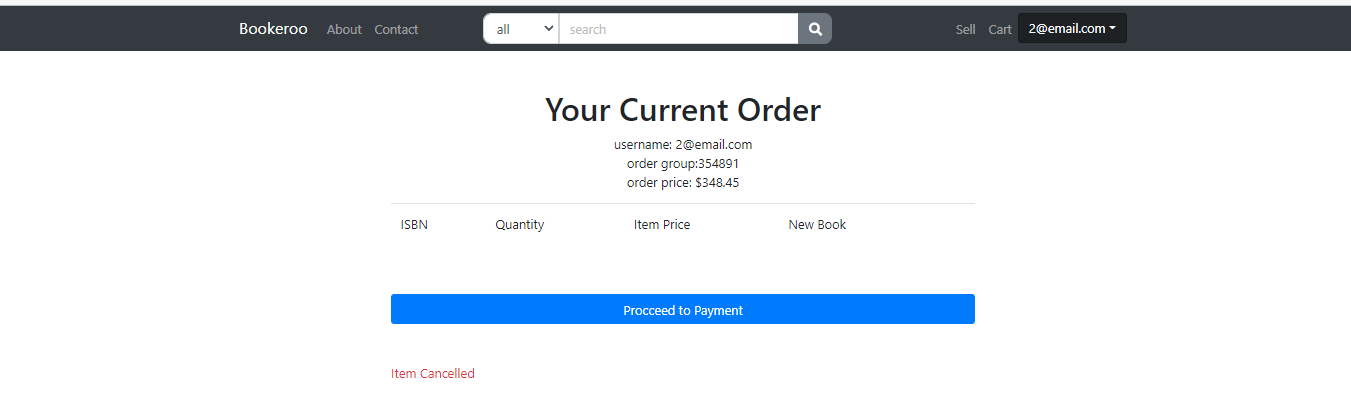 Bookeroo About Contact all search Sell Cart 2@email.com
Your Current Order
username: 2@email.com
order group:354891
order price: $348.45
ISBN Quantity Item Price New Book
Procceed to Payment
Item Cancelled